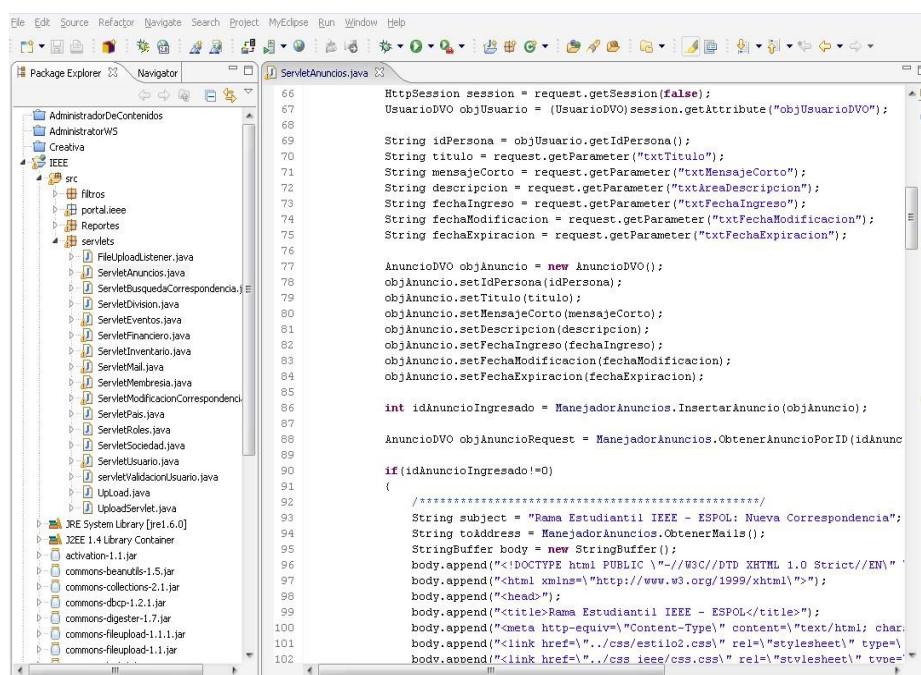 File Edit Source Refactor Navigate Search Project MyEclipse Run Window Help
Package Explorer
Navigator
AdministradorDeContenidos
AdministratorWS
Creativa
IEEE
src
filtros
portal.ieee
Reportes
servlets
FileUploadListener.java
ServletAnuncios.java
ServletBusquedaCorrespondencia.j
ServletDivision.java
ServletEventos.java
ServletFinanciero.java
ServletInventario.java
ServletMail.java
ServletMembresia.java
ServletModificacionCorrespondenci
ServletPais.java
ServletRoles.java
ServletSociedad.java
ServletUsuario.java
servletValidacionUsuario.java
UpLoad.java
UploadServlet.java
JRE System Library [jre1.6.0]
J2EE 1.4 Library Container
activation-1.1.jar
commons-beanutils-1.5.jar
commons-collections-2.1.jar
commons-dbcp-1.2.1.jar
commons-digester-1.7.jar
commons-fileupload-1.1.1.jar
commons-fileupload-1.1.jar
ServletAnuncios.java
66 HttpSession session = request.getSession(false);
67 UsuarioDVO objUsuario = (UsuarioDVO)session.getAttribute("objUsuarioDVO");
68
69 String idPersona = objUsuario.getIdPersona();
70 String titulo = request.getParameter("txtTitulo");
71 String mensajeCorto = request.getParameter("txtMensajeCorto");
72 String descripcion = request.getParameter("txtAreaDescripcion");
73 String fechaIngreso = request.getParameter("txtFechaIngreso");
74 String fechaModificacion = request.getParameter("txtFechaModificacion");
75 String fechaExpiracion = request.getParameter("txtFechaExpiracion");
76
77 AnuncioDVO objAnuncio = new AnuncioDVO();
78 objAnuncio.setIdPersona(idPersona);
79 objAnuncio.setTitulo(titulo);
80 objAnuncio.setMensajeCorto(mensajeCorto);
81 objAnuncio.setDescripcion(descripcion);
82 objAnuncio.setFechaIngreso(fechaIngreso);
83 objAnuncio.setFechaModificacion(fechaModificacion);
84 objAnuncio.setFechaExpiracion(fechaExpiracion);
85
86 int idAnuncioIngresado = ManejadorAnuncios.InsertarAnuncio(objAnuncio);
87
88 AnuncioDVO objAnuncioRequest = ManejadorAnuncios.ObtenerAnuncioPorID(idAnunc
89
90 if(idAnuncioIngresado!=0)
91 {
92 /**************************************************/
93 String subject = "Rama Estudiantil IEEE - ESPOL: Nueva Correspondencia";
94 String toAddress = ManejadorAnuncios.ObtenerMails();
95 StringBuffer body = new StringBuffer();
96 body.append("<!DOCTYPE html PUBLIC \"-//W3C//DTD XHTML 1.0 Strict//EN\" \
97 body.append("<html xmlns=\"http://www.w3.org/1999/xhtml\">");
98 body.append("<head>");
99 body.append("<title>Rama Estudiantil IEEE - ESPOL</title>");
100 body.append("<meta http-equiv=\"Content-Type\" content=\"text/html; char
101 body.append("<link href=\"../css/estilo2.css\" rel=\"stylesheet\" type=\
102 body.append("<link href=\"../css_ieee/css.css\" rel=\"stylesheet\" type=\